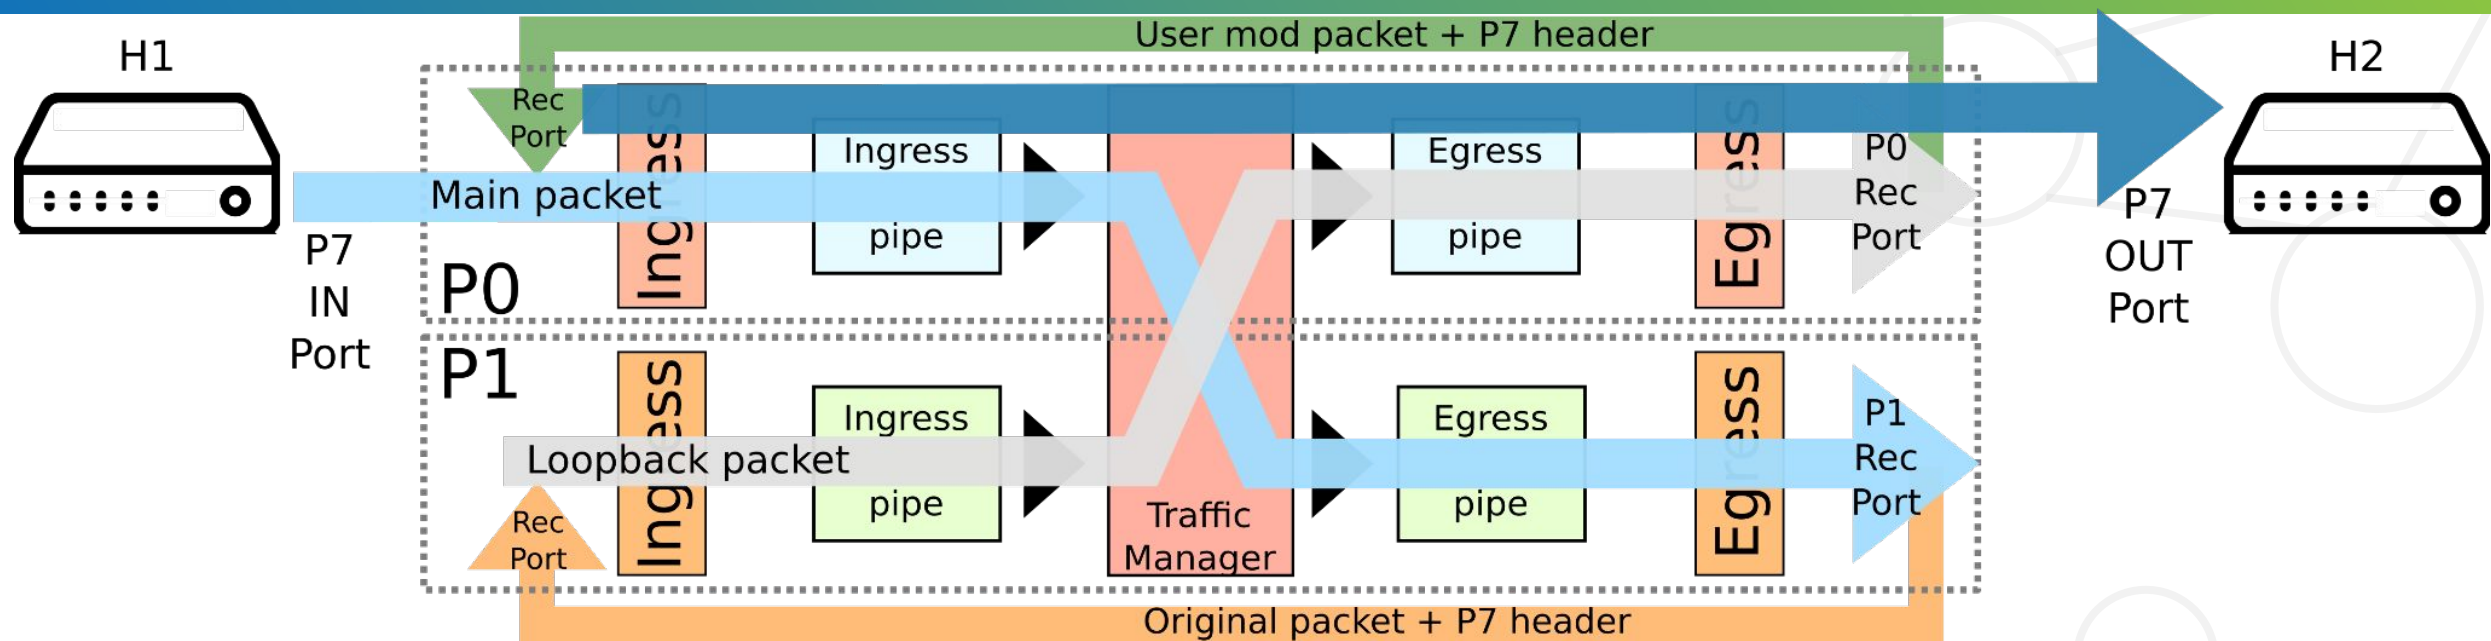 User mod packet + P7 header
H1
H2
Rec
Port
Ingress
Ingress
pipe
Egress
pipe
Egress
P0
Rec
Port
Main packet
P7
IN
Port
P0
P7
OUT
Port
P1
Ingress
Ingress
pipe
Egress
pipe
Egress
P1
Rec
Port
Loopback packet
Rec
Port
Traffic
Manager
Original packet + P7 header